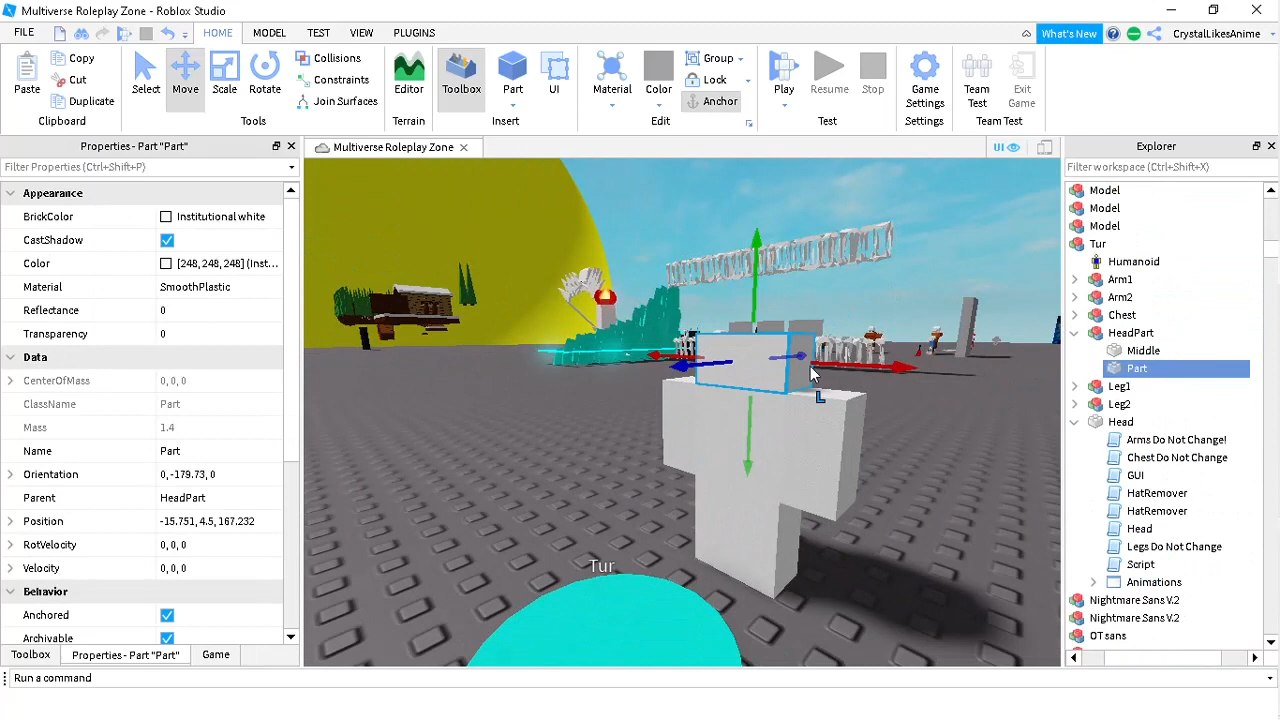 Multiverse Roleplay Zone - Roblox Studio
FILE HOME MODEL TEST VIEW PLUGINS What's New CrystalLikesAnime
Paste Copy Cut Duplicate Select Move Scale Rotate Collisions Constraints Join Surfaces Editor Toolbox Part UI Material Color Group Lock Anchor Play Resume Stop Game Settings Team Test Exit Game
Clipboard Tools Terrain Insert Edit Test Settings Team Test
Properties - Part "Part"
Filter Properties (Ctrl+Shift+P)
Appearance
BrickColor Institutional white
CastShadow
Color [248, 248, 248] (Inst...
Material SmoothPlastic
Reflectance 0
Transparency 0
Data
CenterOfMass 0, 0, 0
ClassName Part
Mass 1.4
Name Part
Orientation 0, -179.73, 0
Parent HeadPart
Position -15.751, 4.5, 167.232
RotVelocity 0, 0, 0
Velocity 0, 0, 0
Behavior
Anchored
Archivable
Toolbox Properties - Part "Part" Game
Multiverse Roleplay Zone
UI
L
Tur
Explorer
Filter workspace (Ctrl+Shift+X)
Model
Model
Model
Tur
Humanoid
Arm1
Arm2
Chest
HeadPart
Middle
Part
Leg1
Leg2
Head
Arms Do Not Change!
Chest Do Not Change
GUI
HatRemover
HatRemover
Head
Legs Do Not Change
Script
Animations
Nightmare Sans V.2
Nightmare Sans V.2
OT sans
Run a command